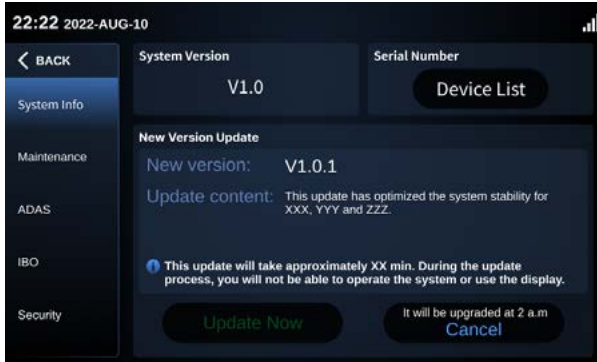 22:22 2022-AUG-10
BACK
System Info
Maintenance
ADAS
IBO
Security
System Version
V1.0
Serial Number
Device List
New Version Update
New version: V1.0.1
Update content: This update has optimized the system stability for
XXX, YYY and ZZZ.
This update will take approximately XX min. During the update
process, you will not be able to operate the system or use the display.
Update Now
It will be upgraded at 2 a.m
Cancel